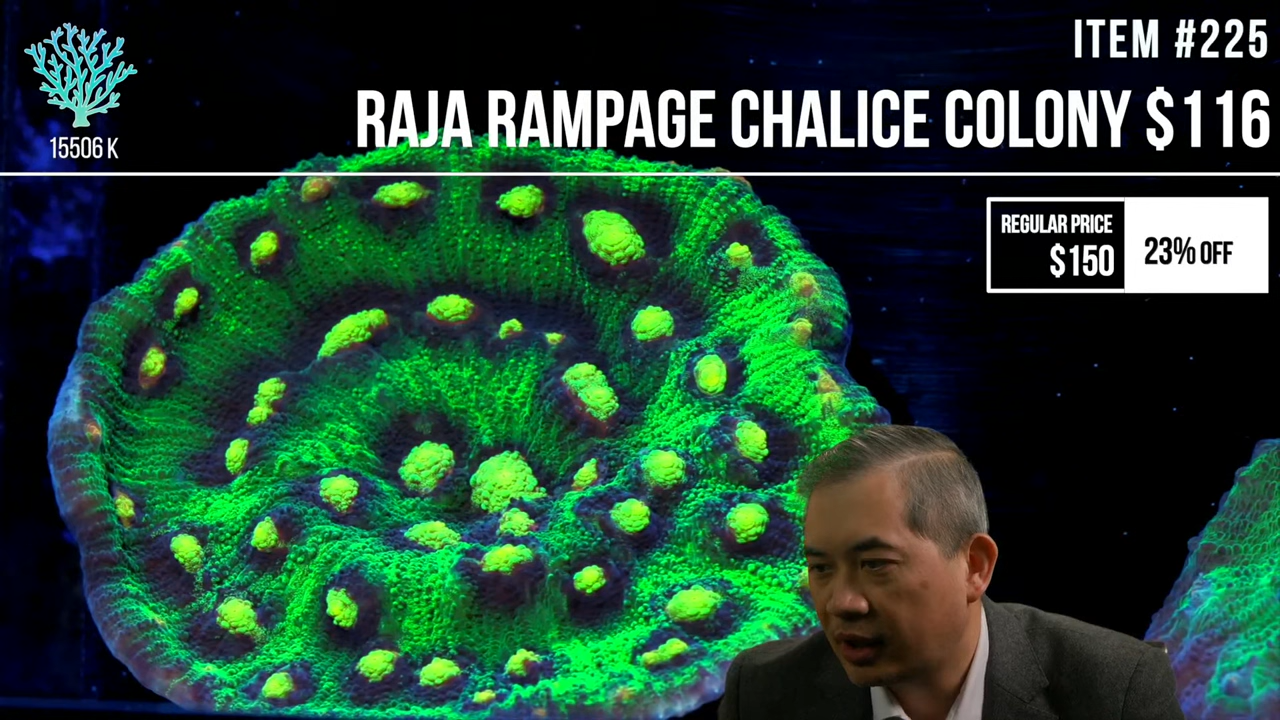 ITEM #225
RAJA RAMPAGE CHALICE COLONY $116
15506 K
REGULAR PRICE
$150
23% OFF